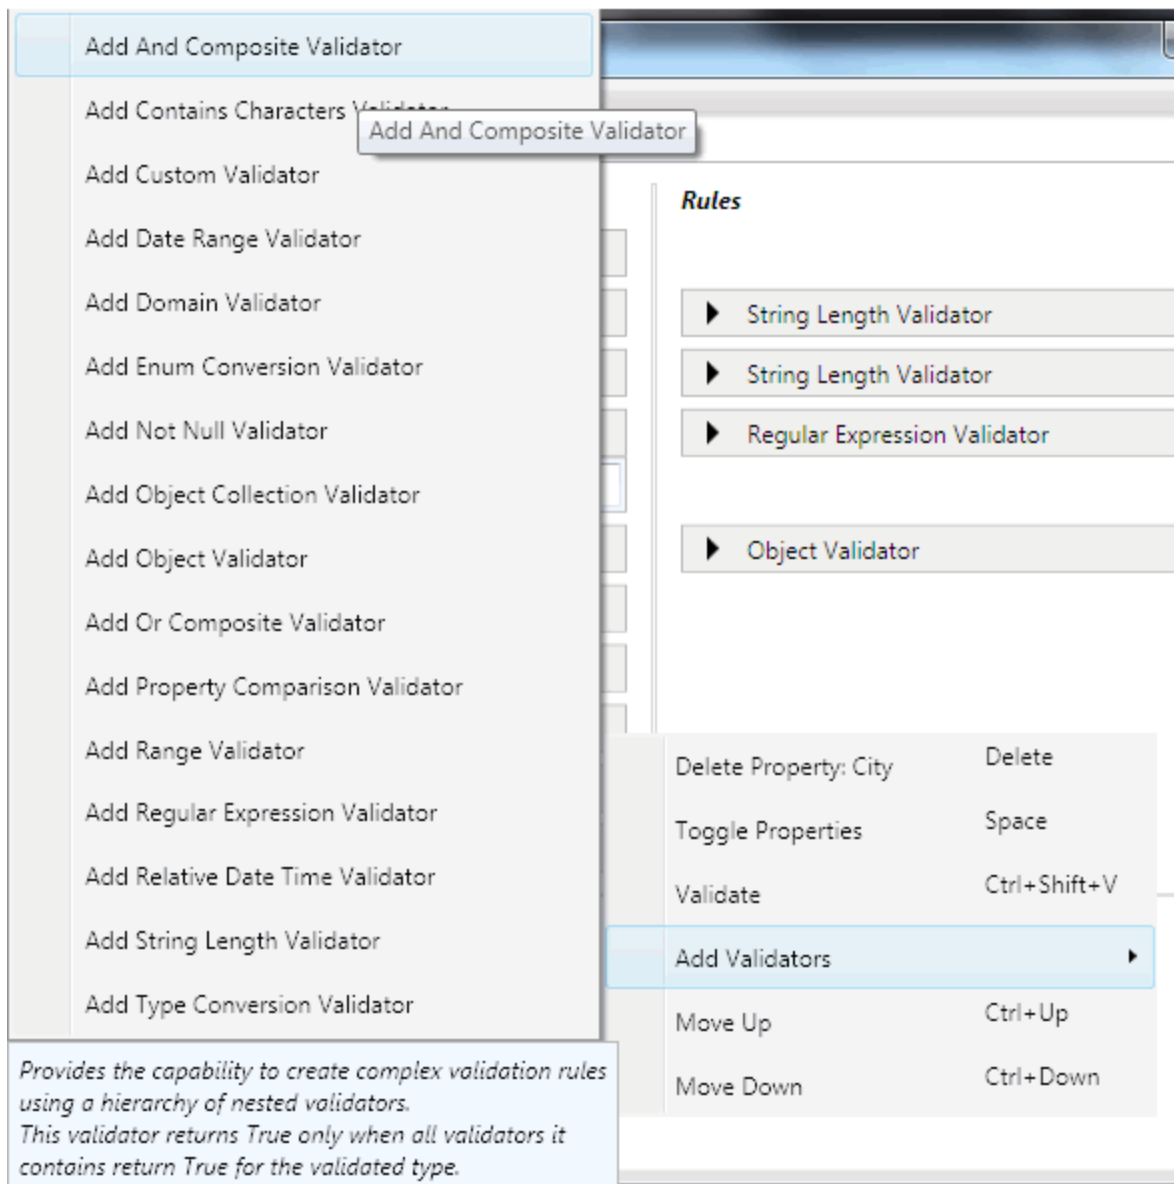 Add And Composite Validator
Add Contains Characters Validator
Add And Composite Validator
Add Custom Validator
Add Date Range Validator
Add Domain Validator
Add Enum Conversion Validator
Add Not Null Validator
Add Object Collection Validator
Add Object Validator
Add Or Composite Validator
Add Property Comparison Validator
Add Range Validator
Add Regular Expression Validator
Add Relative Date Time Validator
Add String Length Validator
Add Type Conversion Validator
Provides the capability to create complex validation rules
using a hierarchy of nested validators.
This validator returns True only when all validators it
contains return True for the validated type.
Rules
String Length Validator
String Length Validator
Regular Expression Validator
Object Validator
Delete Property: City Delete
Toggle Properties Space
Validate Ctrl+Shift+V
Add Validators
Move Up Ctrl+Up
Move Down Ctrl+Down